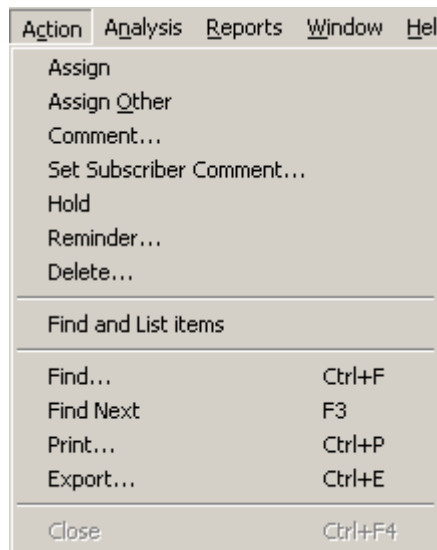 Action Analysis Reports Window Hel
Assign
Assign Other
Comment...
Set Subscriber Comment...
Hold
Reminder...
Delete...
Find and List items
Find... Ctrl+F
Find Next F3
Print... Ctrl+P
Export... Ctrl+E
Close Ctrl+F4